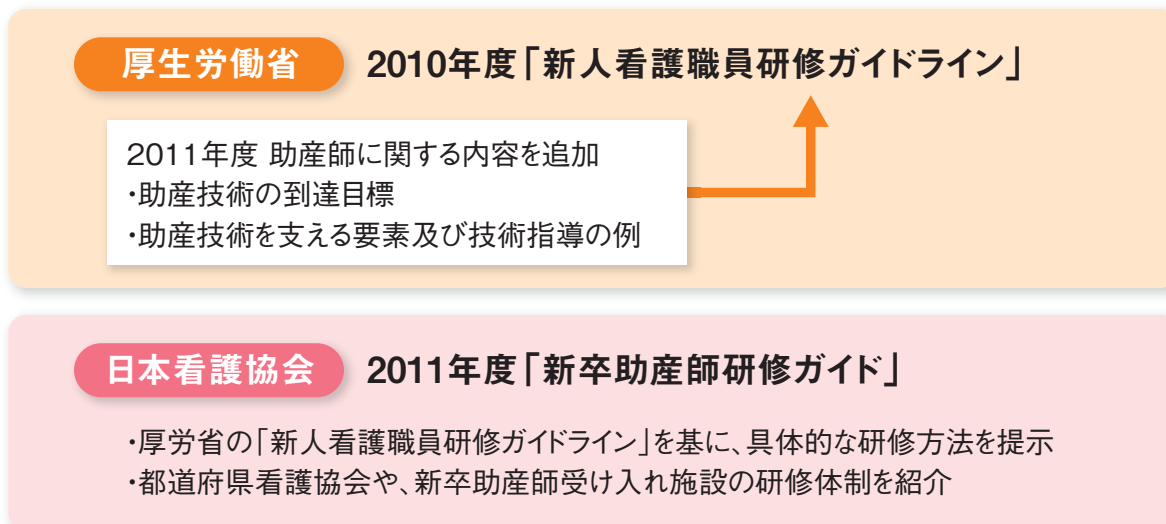 厚生労働省 2010年度「新人看護職員研修ガイドライン」
2011年度 助産師に関する内容を追加
・助産技術の到達目標
・助産技術を支える要素及び技術指導の例
日本看護協会 2011年度「新卒助産師研修ガイド」
・厚労省の「新人看護職員研修ガイドライン」を基に、具体的な研修方法を提示
・都道府県看護協会や、新卒助産師受け入れ施設の研修体制を紹介